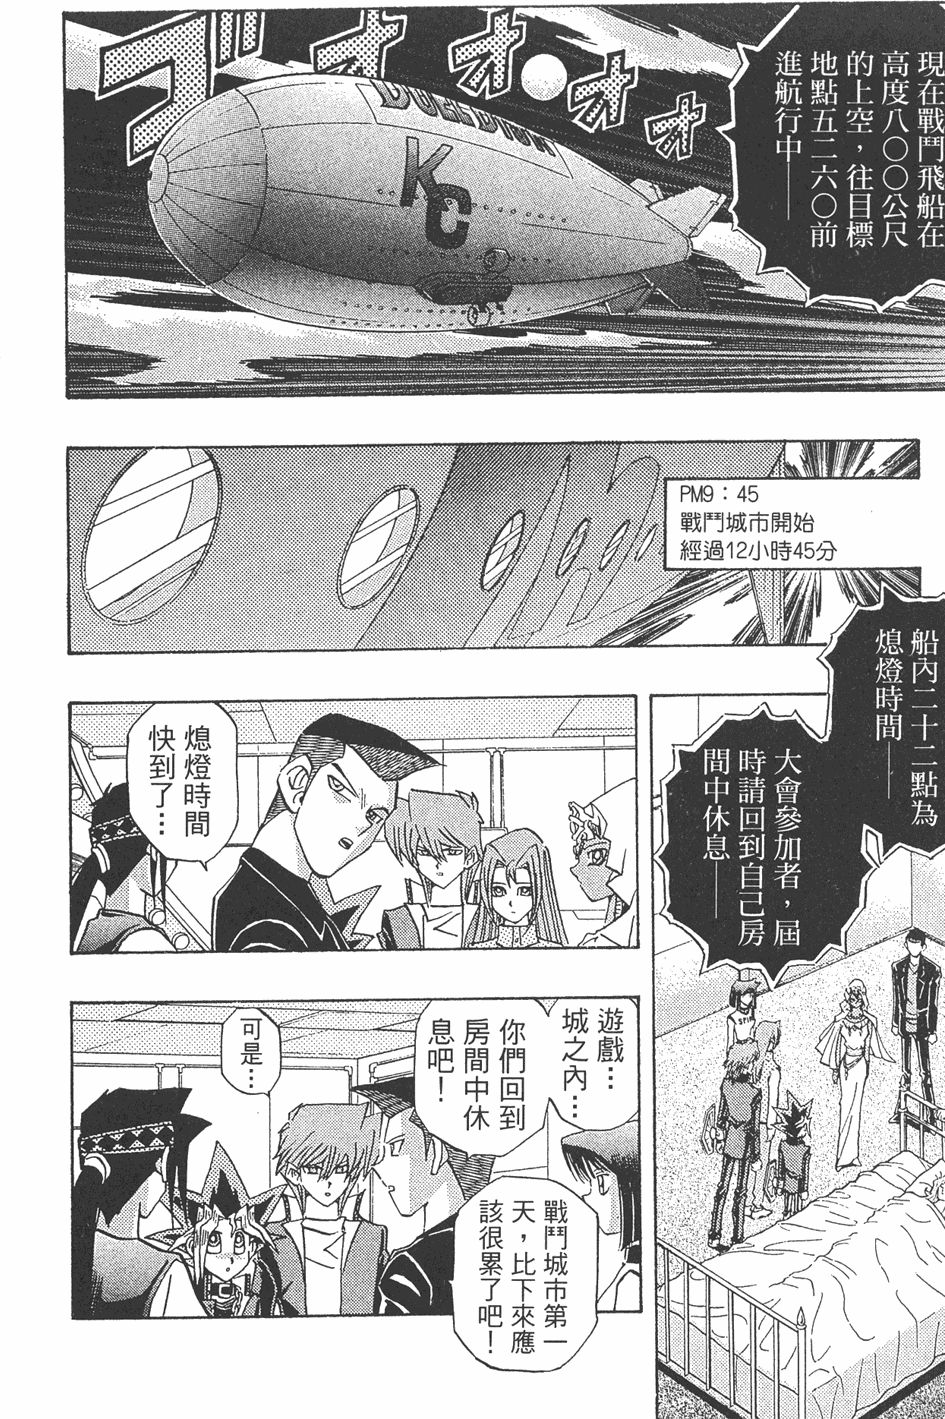 現在戰鬥飛船在
高度八〇〇公尺
的上空，往目標
地點五二六〇前
進航行中——
ゴオオオオ
KC
PM9：45
戰鬥城市開始
經過12小時45分
船內二十二點為
熄燈時間——
大會參加者，屆
時請回到自己房
間中休息——
熄燈時間
快到了…
遊戲…
城之內…
你們回到
房間中休
息吧！
可是…
戰鬥城市第一
天，比下來應
該很累了吧！